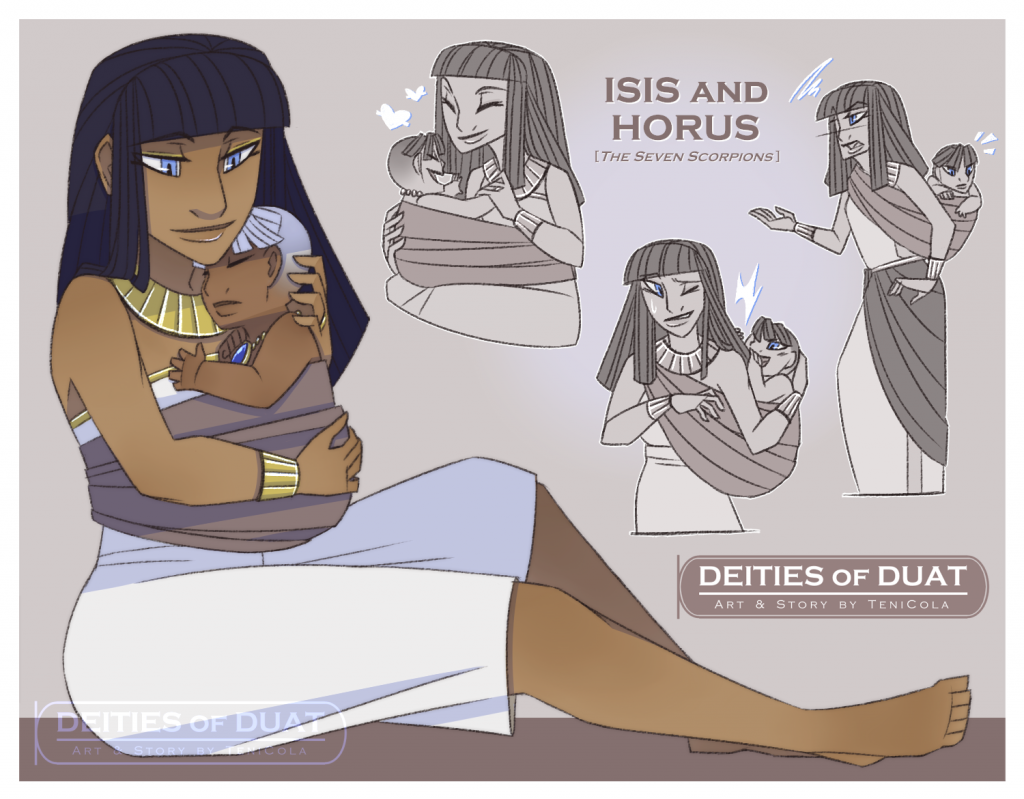 ISIS AND
HORUS
[THE SEVEN SCORPIONS]
DEITIES OF DUAT
ART & STORY BY TENICOLA
DEITIES OF DUAT
ART & STORY BY TENICOLA